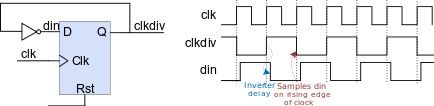 din D Q clkdiv
clk
Clk
Rst
clk
clkdiv
din
Inverter
delay
Samples din
on rising edge
of clock